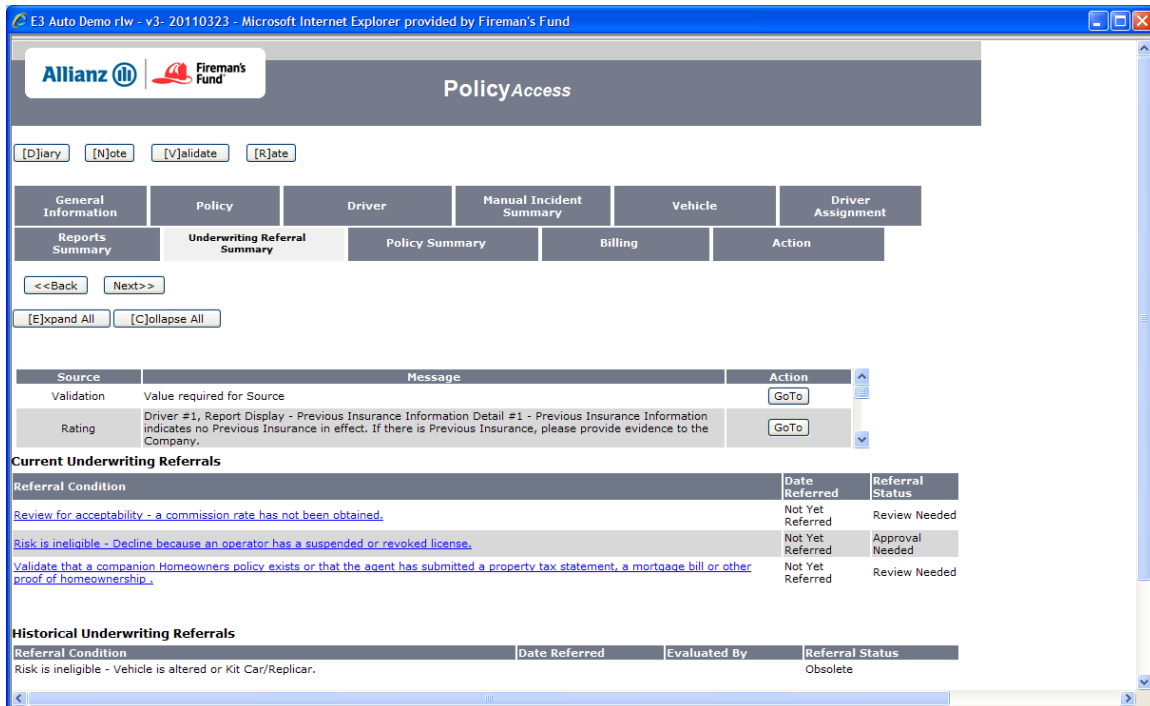 E3 Auto Demo rlw - v3- 20110323 - Microsoft Internet Explorer provided by Fireman's Fund
Allianz
Fireman's
Fund®
PolicyAccess
[D]iary [N]ote [V]alidate [R]ate
General
Information
Policy
Driver
Manual Incident
Summary
Vehicle
Driver
Assignment
Reports
Summary
Underwriting Referral
Summary
Policy Summary
Billing
Action
<<Back Next>>
[E]xpand All [C]ollapse All
Source Message Action
Validation Value required for Source GoTo
Rating
Driver #1, Report Display - Previous Insurance Information Detail #1 - Previous Insurance Information
indicates no Previous Insurance in effect. If there is Previous Insurance, please provide evidence to the
Company.
GoTo
Current Underwriting Referrals
Referral Condition
Date
Referred
Referral
Status
Review for acceptability - a commission rate has not been obtained.
Not Yet
Referred
Review Needed
Risk is ineligible - Decline because an operator has a suspended or revoked license.
Not Yet
Referred
Approval
Needed
Validate that a companion Homeowners policy exists or that the agent has submitted a property tax statement, a mortgage bill or other
proof of homeownership .
Not Yet
Referred
Review Needed
Historical Underwriting Referrals
Referral Condition Date Referred Evaluated By Referral Status
Risk is ineligible - Vehicle is altered or Kit Car/Replicar. Obsolete